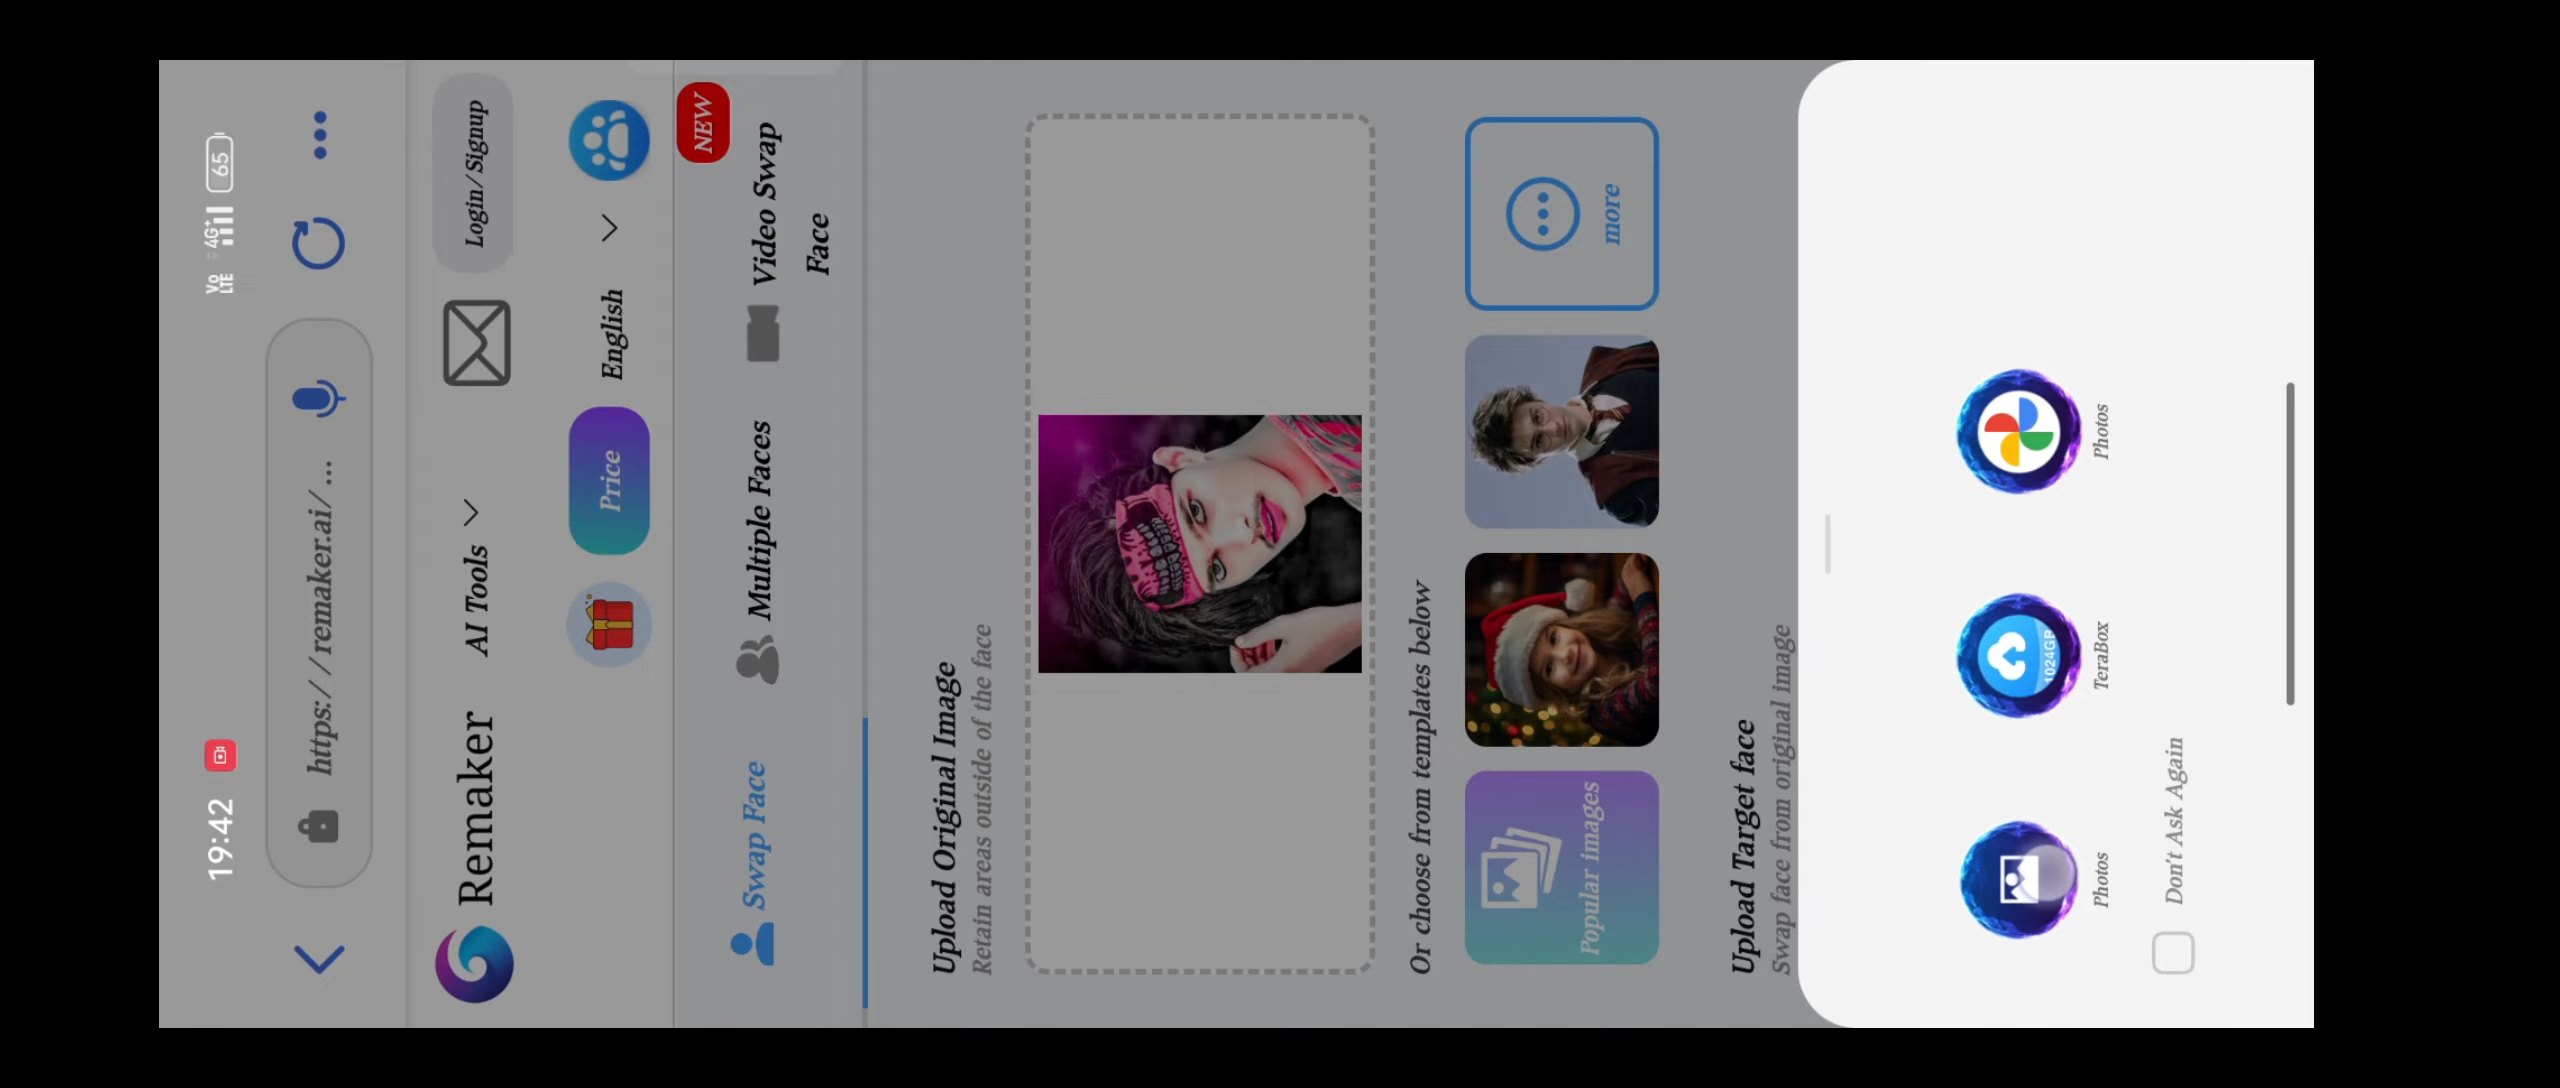 19:42
Vo LTE 4G+ 65
https://remaker.ai/...
Remaker
AI Tools
Login/Signup
Price
English
NEW
Swap Face
Multiple Faces
Video Swap
Face
Upload Original Image
Retain areas outside of the face
Or choose from templates below
Popular images
more
Upload Target face
Swap face from original image
1024GB
Photos
TeraBox
Photos
Don't Ask Again